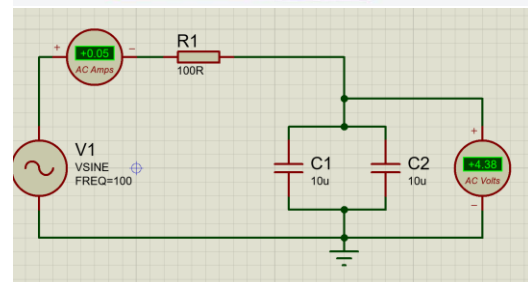 +0.05
AC Amps
R1
100R
V1
VSINE
FREQ=100
C1
10u
C2
10u
+4.38
AC Volts